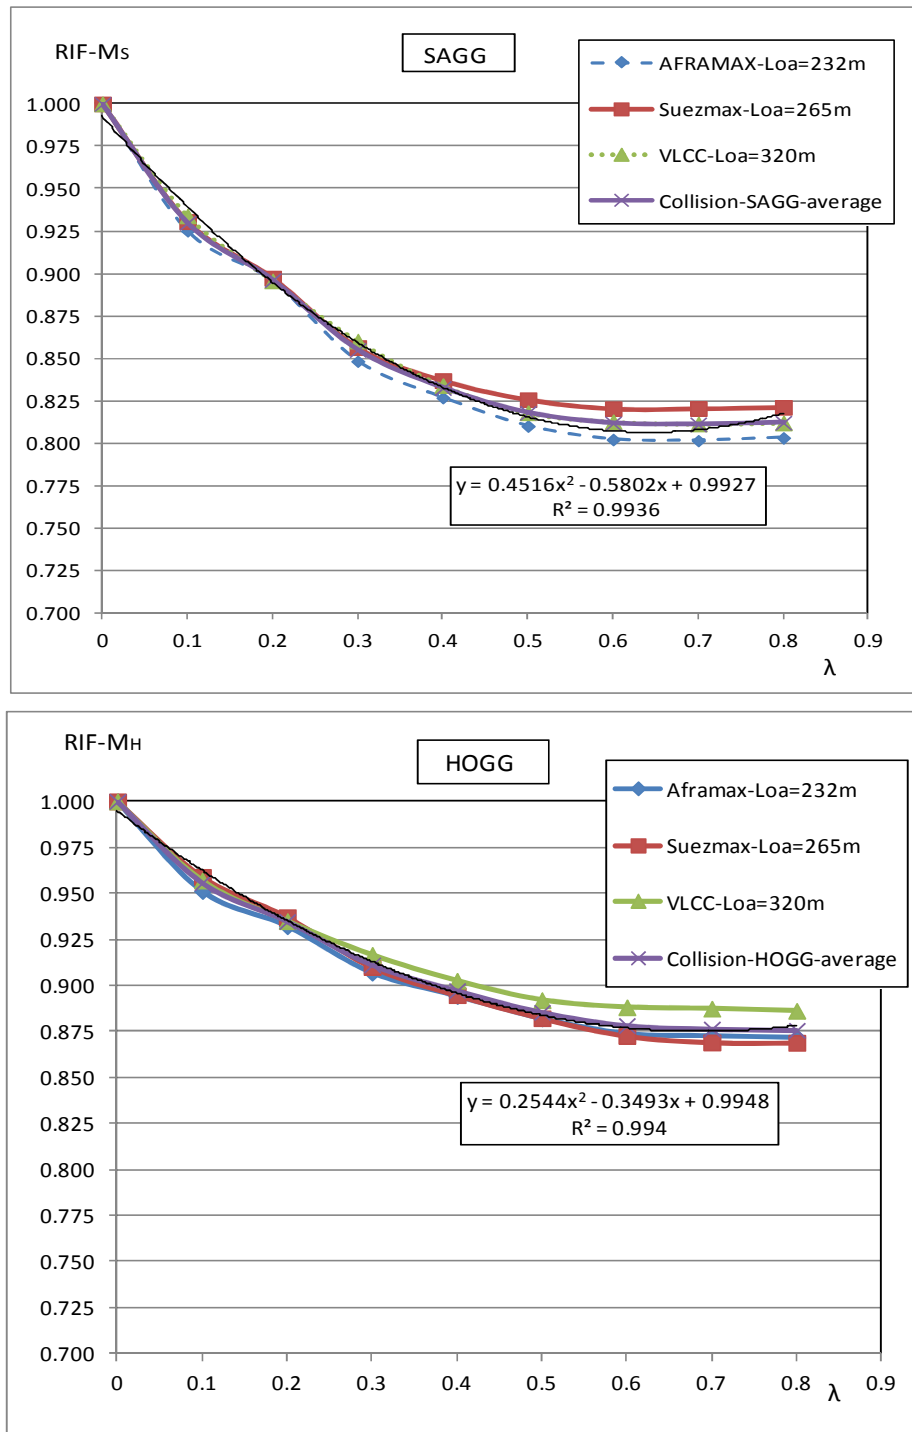 RIF-MS
SAGG
AFRAMAX-Loa=232m
Suezmax-Loa=265m
VLCC-Loa=320m
Collision-SAGG-average
1.000
0.975
0.950
0.925
0.900
0.875
0.850
0.825
0.800
0.775
0.750
0.725
0.700
y = 0.4516x² - 0.5802x + 0.9927
R² = 0.9936
0 0.1 0.2 0.3 0.4 0.5 0.6 0.7 0.8 0.9
λ
RIF-MH
HOGG
Aframax-Loa=232m
Suezmax-Loa=265m
VLCC-Loa=320m
Collision-HOGG-average
1.000
0.975
0.950
0.925
0.900
0.875
0.850
0.825
0.800
0.775
0.750
0.725
0.700
y = 0.2544x² - 0.3493x + 0.9948
R² = 0.994
0 0.1 0.2 0.3 0.4 0.5 0.6 0.7 0.8 0.9
λ